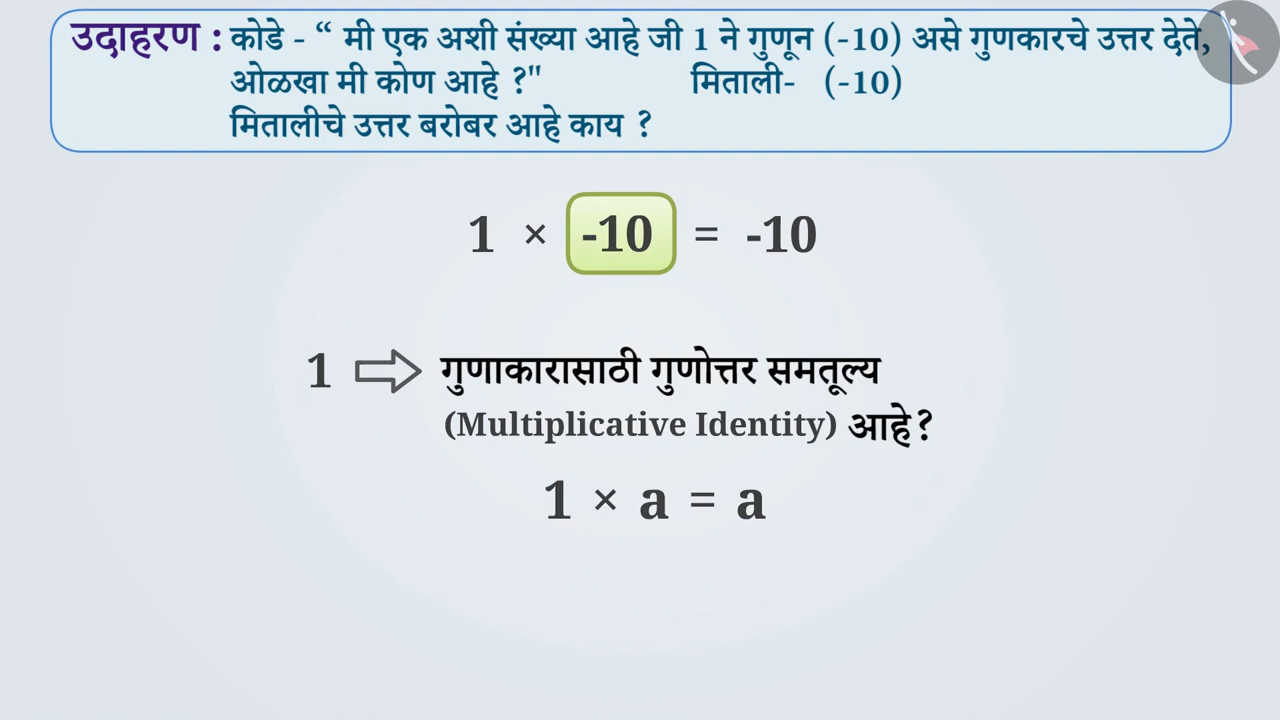 उदाहरण : कोडे - “ मी एक अशी संख्या आहे जी 1 ने गुणून (-10) असे गुणकारचे उत्तर देते,
ओळखा मी कोण आहे ?" मिताली- (-10)
मितालीचे उत्तर बरोबर आहे काय ?
1 × -10 = -10
1 ⇨ गुणाकारासाठी गुणोत्तर समतूल्य
(Multiplicative Identity) आहे?
1 × a = a